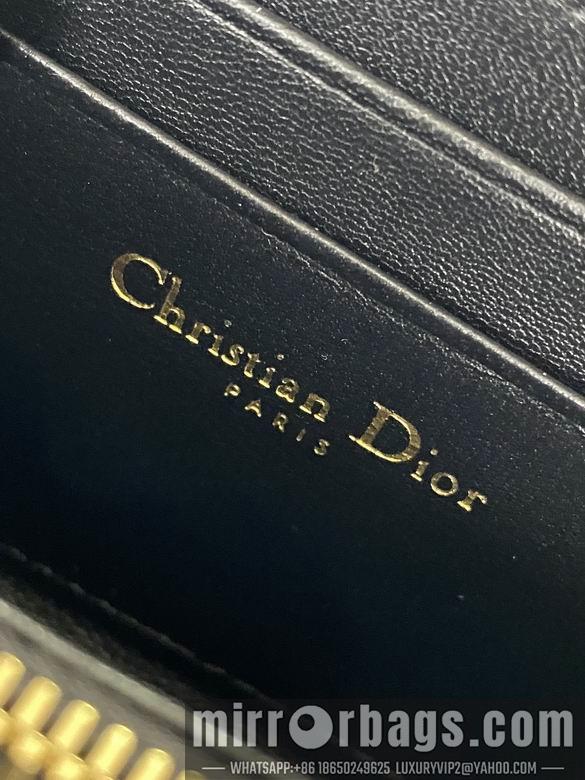 Christian Dior
PARIS
mirrorbags.com
WHATSAPP:+86 18650249625 LUXURYVIP2@YAHOO.COM